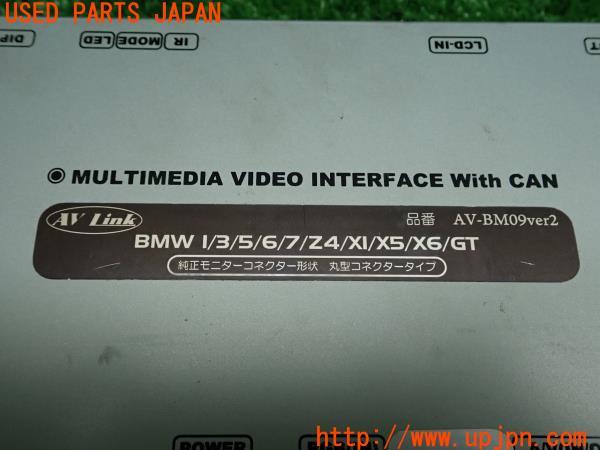 USED PARTS JAPAN
DIP
LED
MODE
IR
LCD-IN
MULTIMEDIA VIDEO INTERFACE With CAN
AV Link
品番 AV-BM09ver2
BMW 1/3/5/6/7/Z4/X1/X5/X6/GT
純正モニターコネクター形状 丸型コネクタータイプ
POWER
http://www.upjpn.com/